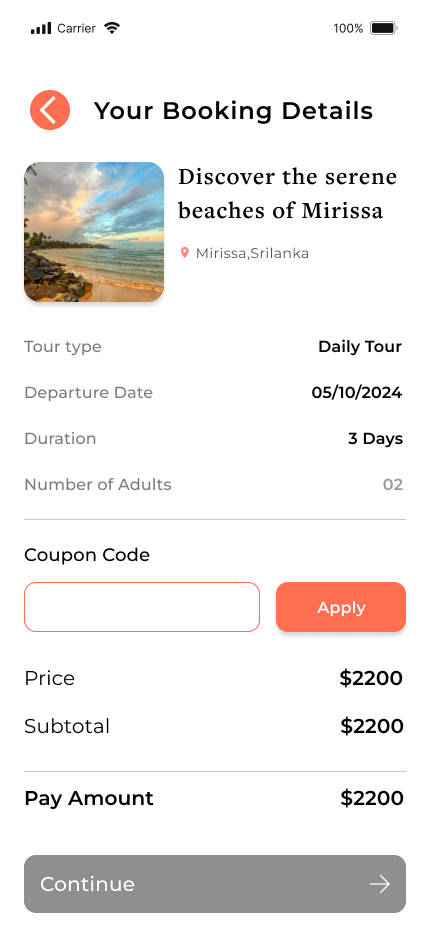 Carrier 100%
Your Booking Details
Discover the serene
beaches of Mirissa
Mirissa,Srilanka
Tour type Daily Tour
Departure Date 05/10/2024
Duration 3 Days
Number of Adults 02
Coupon Code
Apply
Price $2200
Subtotal $2200
Pay Amount $2200
Continue